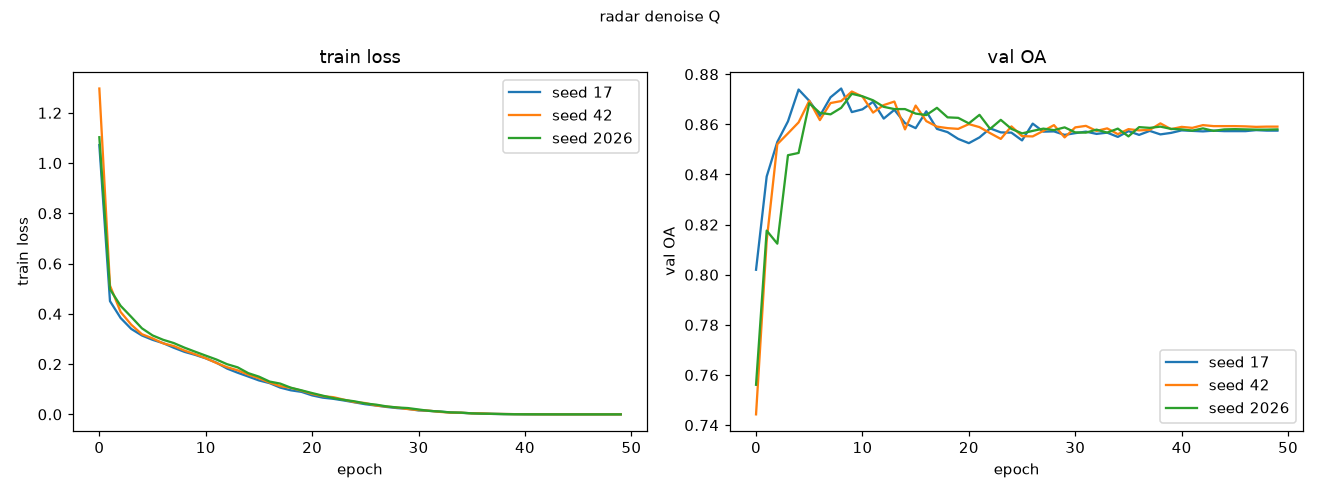 radar denoise Q
train loss
train loss
1.2
1.0
0.8
0.6
0.4
0.2
0.0
0 10 20 30 40 50
epoch
seed 17
seed 42
seed 2026
val OA
val OA
0.88
0.86
0.84
0.82
0.80
0.78
0.76
0.74
0 10 20 30 40 50
epoch
seed 17
seed 42
seed 2026